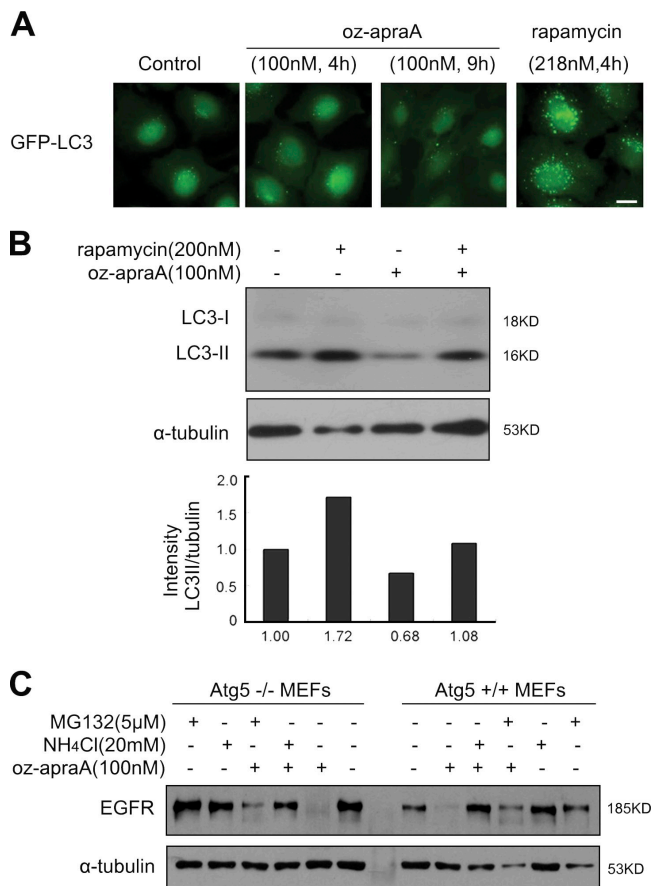 A
oz-apraA rapamycin
Control (100nM, 4h) (100nM, 9h) (218nM,4h)
GFP-LC3
B
rapamycin(200nM) - + - +
oz-apraA(100nM) - - + +
LC3-I 18KD
LC3-II 16KD
α-tubulin 53KD
Intensity
LC3II/tubulin
2.0
1.5
1.0
0.5
0
1.00 1.72 0.68 1.08
C
Atg5 -/- MEFs Atg5 +/+ MEFs
MG132(5μM) + - + - - - - - - + - +
NH₄Cl(20mM) - + - + - - - - + - + -
oz-apraA(100nM) - - + + + - - + + + - -
EGFR 185KD
α-tubulin 53KD